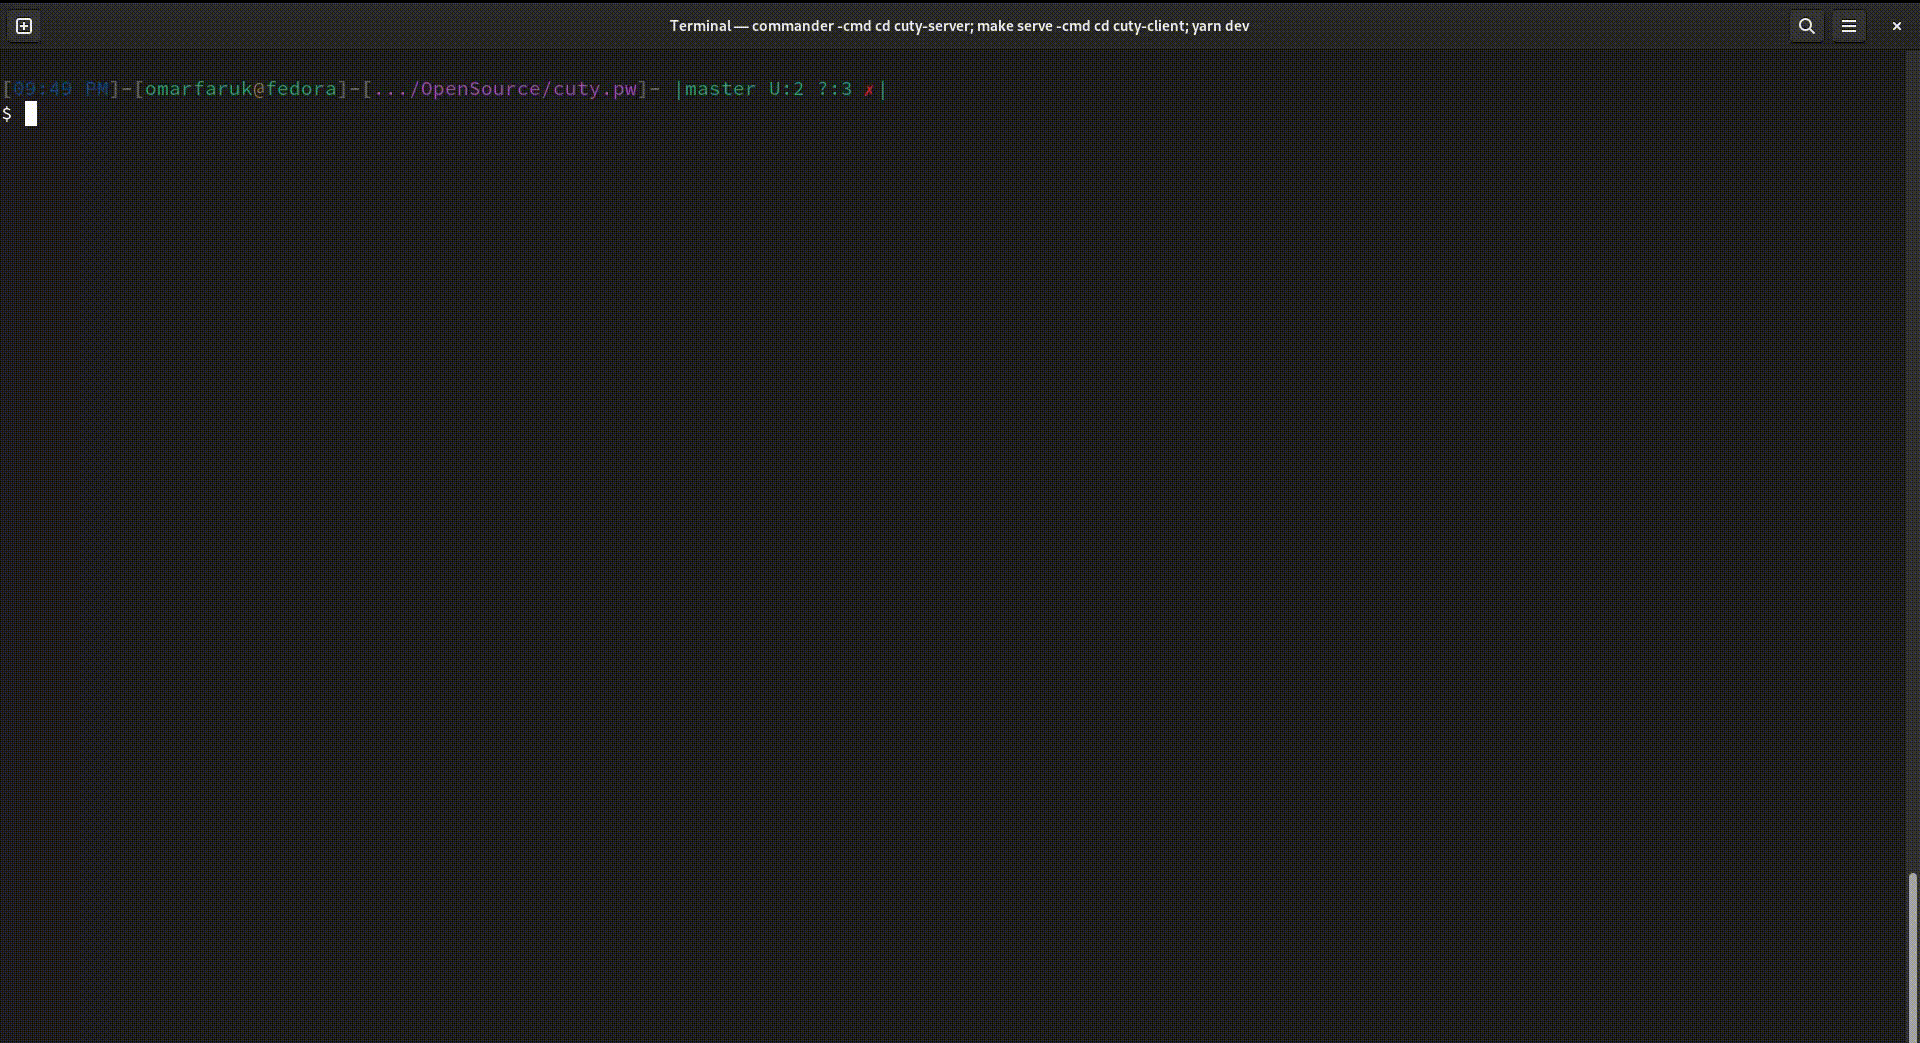 Terminal — commander -cmd cd cuty-server; make serve -cmd cd cuty-client; yarn dev
[09:49 PM]-[omarfaruk@fedora]-[.../OpenSource/cuty.pw]- |master U:2 ?:3 ✗|
$